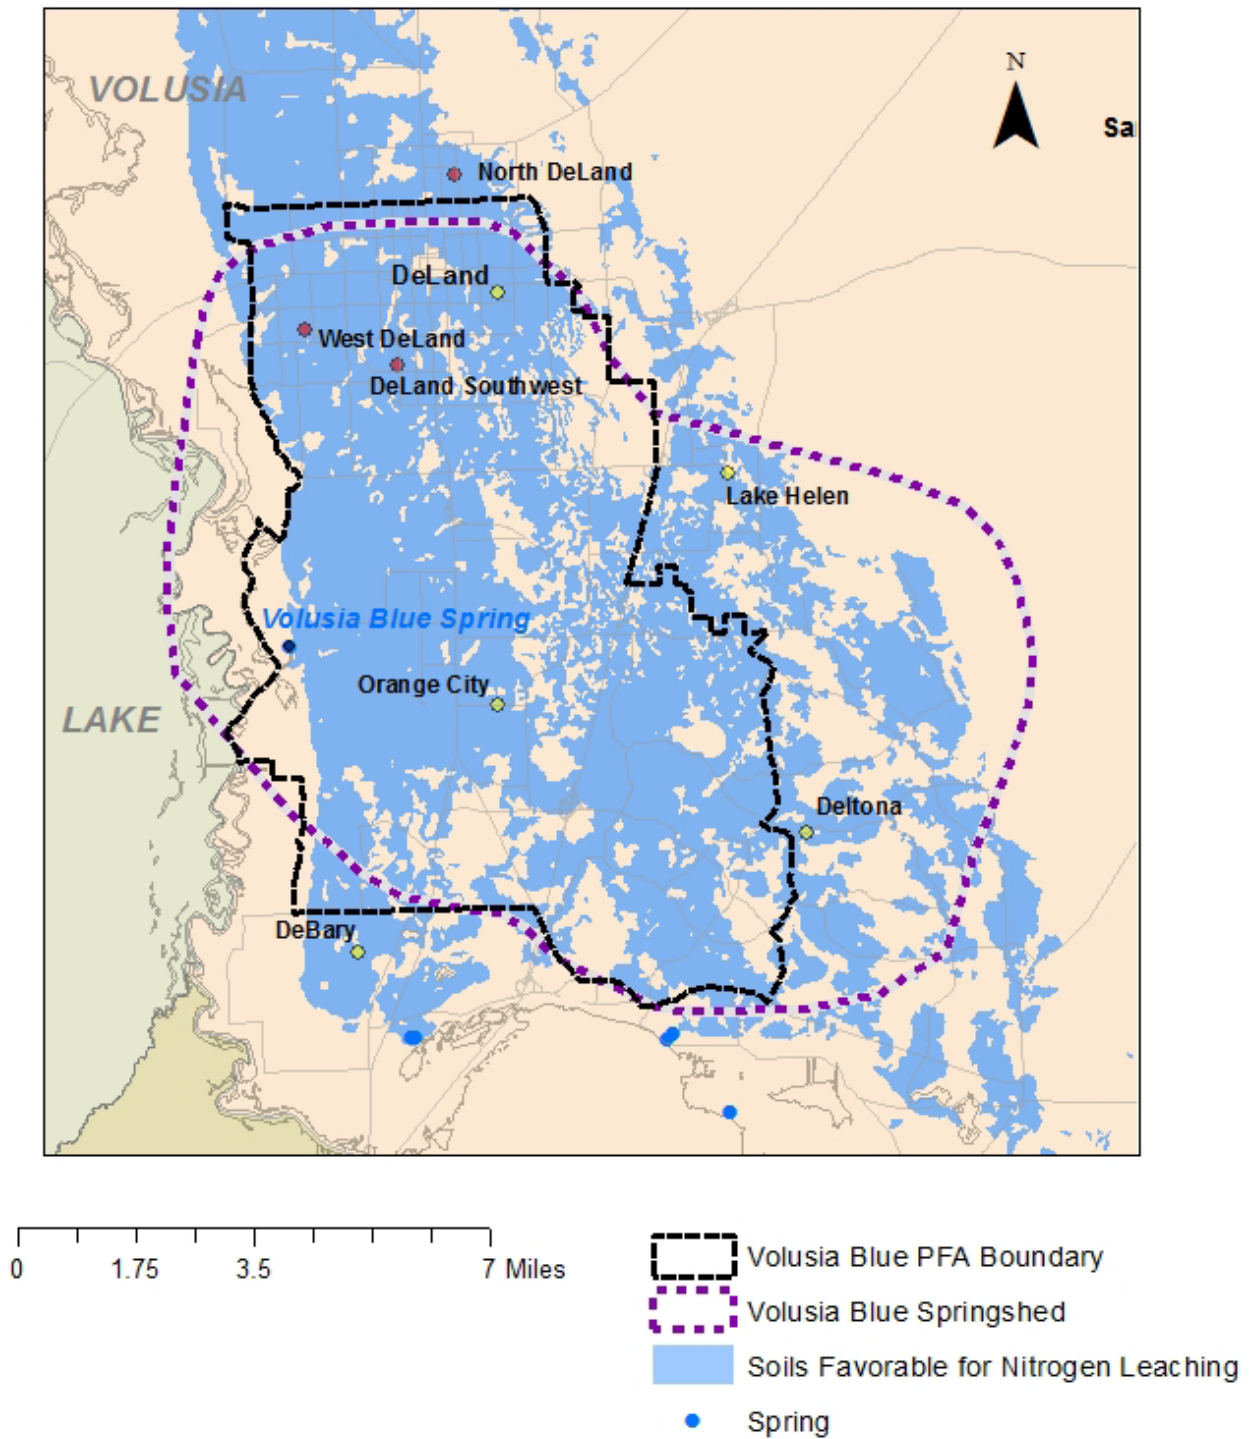 N
VOLUSIA
Sa
North DeLand
DeLand
West DeLand
DeLand Southwest
Lake Helen
Volusia Blue Spring
Orange City
LAKE
Deltona
DeBary
0 1.75 3.5 7 Miles
Volusia Blue PFA Boundary
Volusia Blue Springshed
Soils Favorable for Nitrogen Leaching
Spring